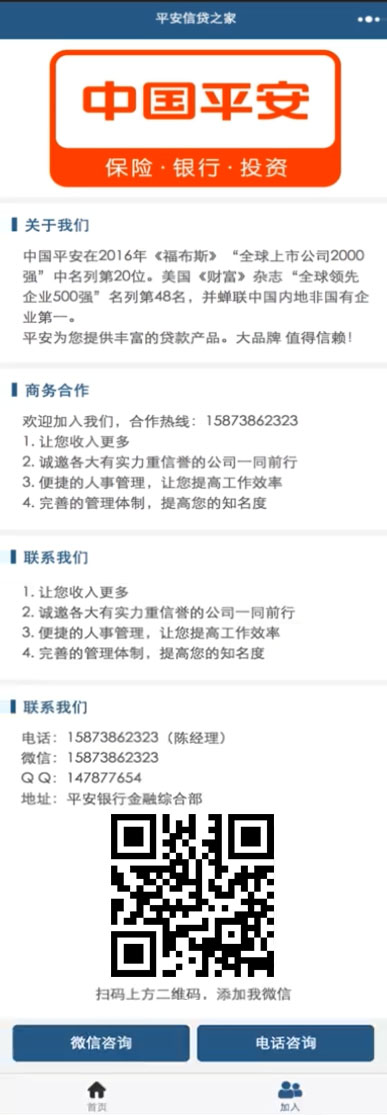 平安信贷之家
中国平安
保险·银行·投资
关于我们
中国平安在2016年《福布斯》“全球上市公司2000
强”中名列第20位。美国《财富》杂志“全球领先
企业500强”名列第48名，并蝉联中国内地非国有企
业第一。
平安为您提供丰富的贷款产品。大品牌 值得信赖！
商务合作
欢迎加入我们，合作热线：15873862323
1. 让您收入更多
2. 诚邀各大有实力重信誉的公司一同前行
3. 便捷的人事管理，让您提高工作效率
4. 完善的管理体制，提高您的知名度
联系我们
1. 让您收入更多
2. 诚邀各大有实力重信誉的公司一同前行
3. 便捷的人事管理，让您提高工作效率
4. 完善的管理体制，提高您的知名度
联系我们
电话：15873862323（陈经理）
微信：15873862323
Q Q：147877654
地址：平安银行金融综合部
扫码上方二维码，添加我微信
微信咨询 电话咨询
首页 加入